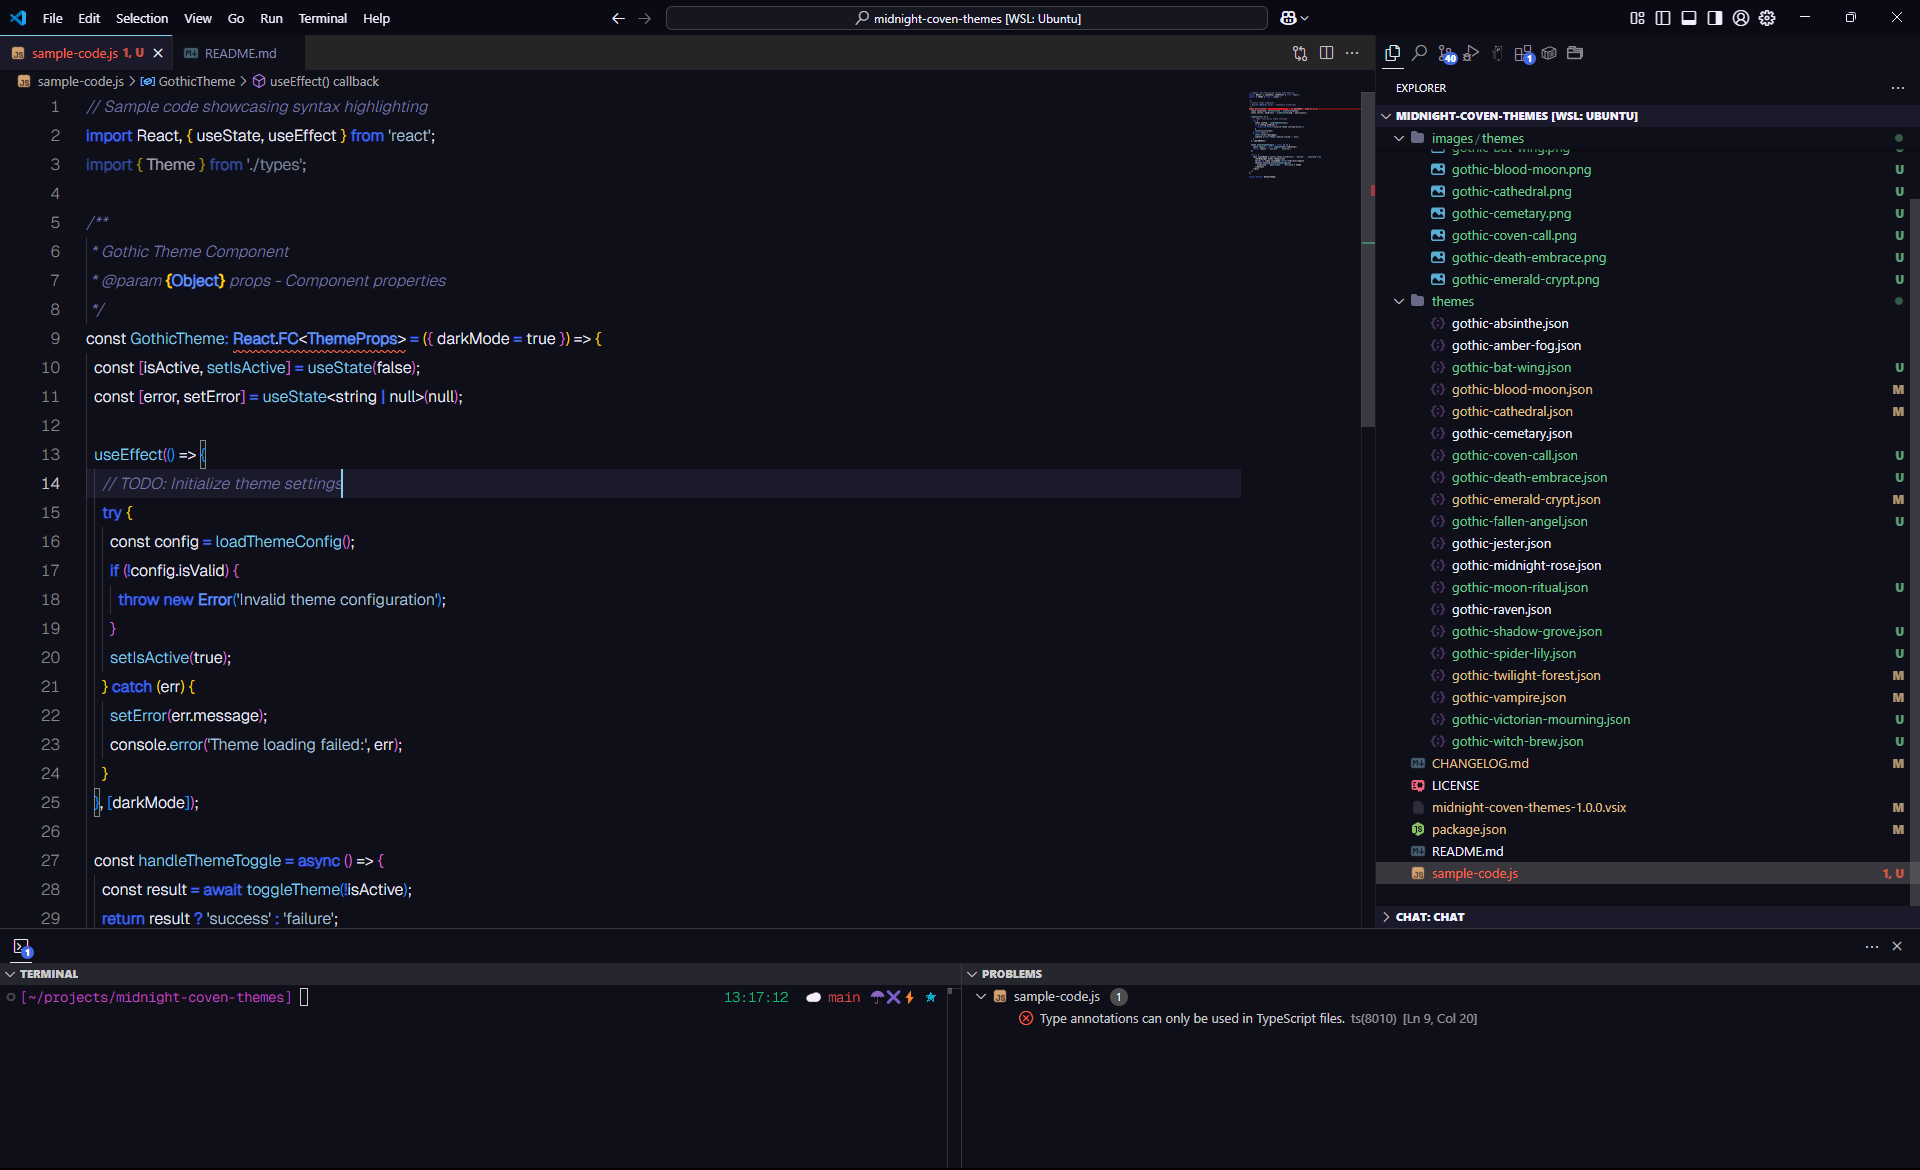 File Edit Selection View Go Run Terminal Help
midnight-coven-themes [WSL: Ubuntu]
sample-code.js 1, U
README.md
40
1
sample-code.js > GothicTheme > useEffect() callback
1 // Sample code showcasing syntax highlighting
2 import React, { useState, useEffect } from 'react';
3 import { Theme } from './types';
4
5 /**
6 * Gothic Theme Component
7 * @param {Object} props - Component properties
8 */
9 const GothicTheme: React.FC<ThemeProps> = ({ darkMode = true }) => {
10 const [isActive, setIsActive] = useState(false);
11 const [error, setError] = useState<string | null>(null);
12
13 useEffect(() => {
14 // TODO: Initialize theme settings
15 try {
16 const config = loadThemeConfig();
17 if (!config.isValid) {
18 throw new Error('Invalid theme configuration');
19 }
20 setIsActive(true);
21 } catch (err) {
22 setError(err.message);
23 console.error('Theme loading failed:', err);
24 }
25 }, [darkMode]);
26
27 const handleThemeToggle = async () => {
28 const result = await toggleTheme(!isActive);
29 return result ? 'success' : 'failure';
EXPLORER
MIDNIGHT-COVEN-THEMES [WSL: UBUNTU]
images / themes
gothic-bat-wing.png
gothic-blood-moon.png U
gothic-cathedral.png U
gothic-cemetary.png U
gothic-coven-call.png U
gothic-death-embrace.png U
gothic-emerald-crypt.png U
themes
gothic-absinthe.json
gothic-amber-fog.json
gothic-bat-wing.json U
gothic-blood-moon.json M
gothic-cathedral.json M
gothic-cemetary.json
gothic-coven-call.json U
gothic-death-embrace.json U
gothic-emerald-crypt.json M
gothic-fallen-angel.json U
gothic-jester.json
gothic-midnight-rose.json
gothic-moon-ritual.json U
gothic-raven.json
gothic-shadow-grove.json U
gothic-spider-lily.json U
gothic-twilight-forest.json M
gothic-vampire.json M
gothic-victorian-mourning.json U
gothic-witch-brew.json U
CHANGELOG.md M
LICENSE
midnight-coven-themes-1.0.0.vsix M
package.json M
README.md
sample-code.js 1, U
CHAT: CHAT
1
TERMINAL
[~/projects/midnight-coven-themes]
13:17:12 main
PROBLEMS
sample-code.js 1
Type annotations can only be used in TypeScript files. ts(8010) [Ln 9, Col 20]